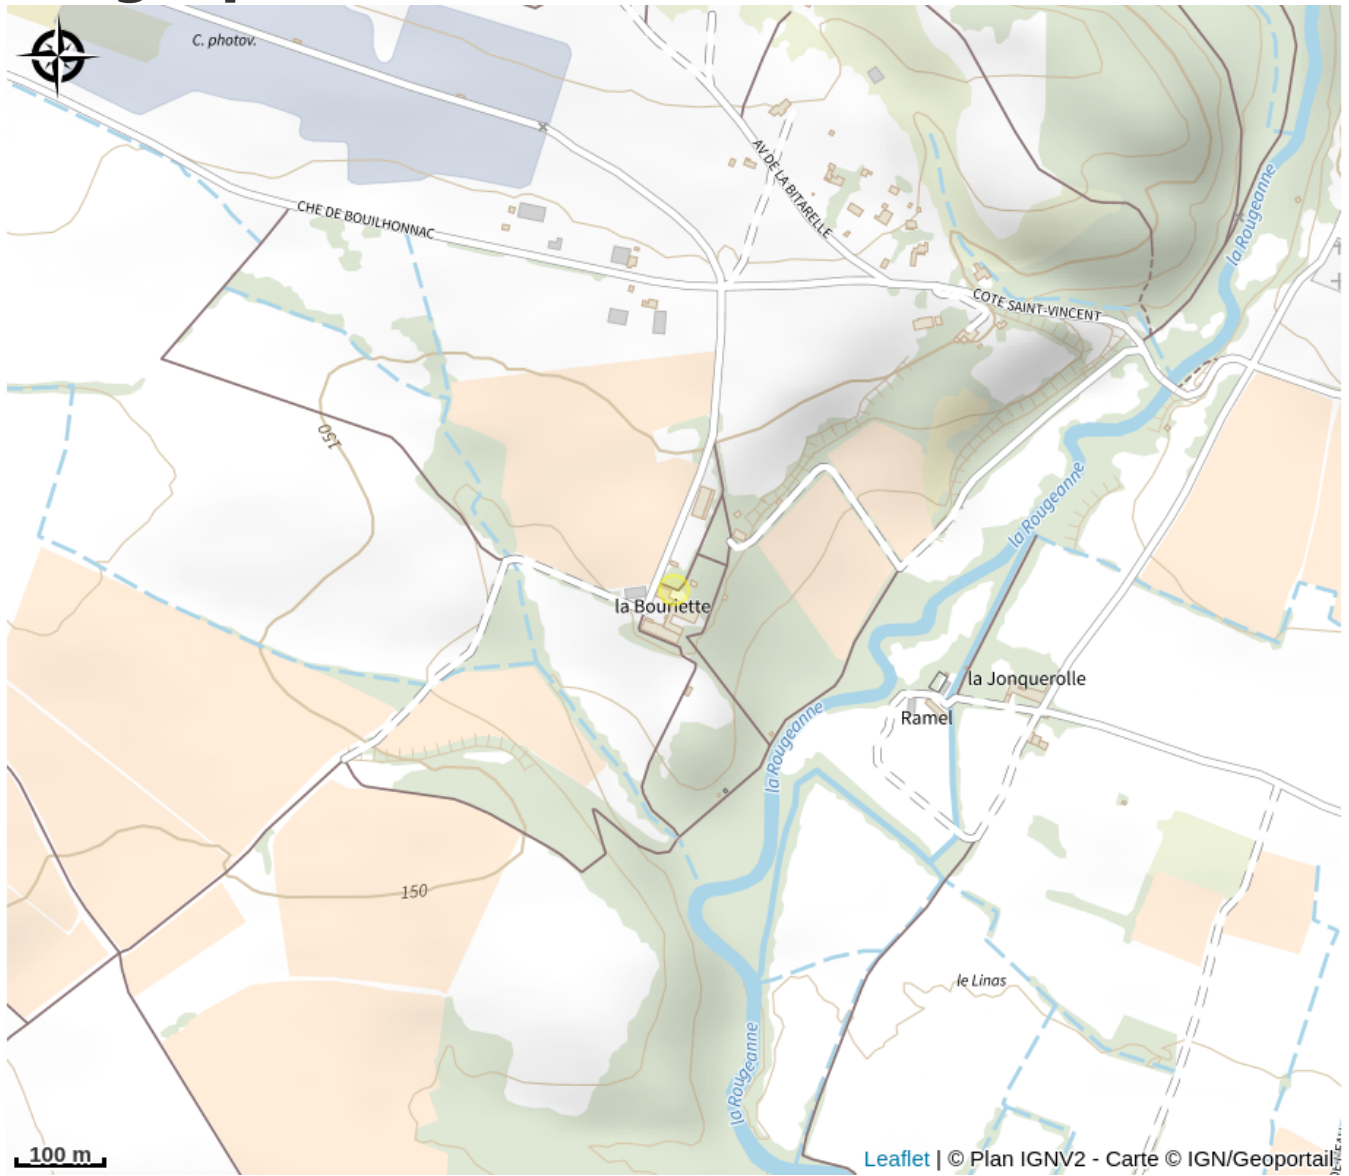 C. photov.
AV DE LA BITARELLE
la Rougeanne
CHE DE BOUILHONNAC
COTE SAINT-VINCENT
150
la Rougeanne
la Bouriette
la Jonquerolle
Ramel
la Rougeanne
150
le Linas
la Rougeanne
100 m
Leaflet | © Plan IGNV2 - Carte © IGN/Geoportail